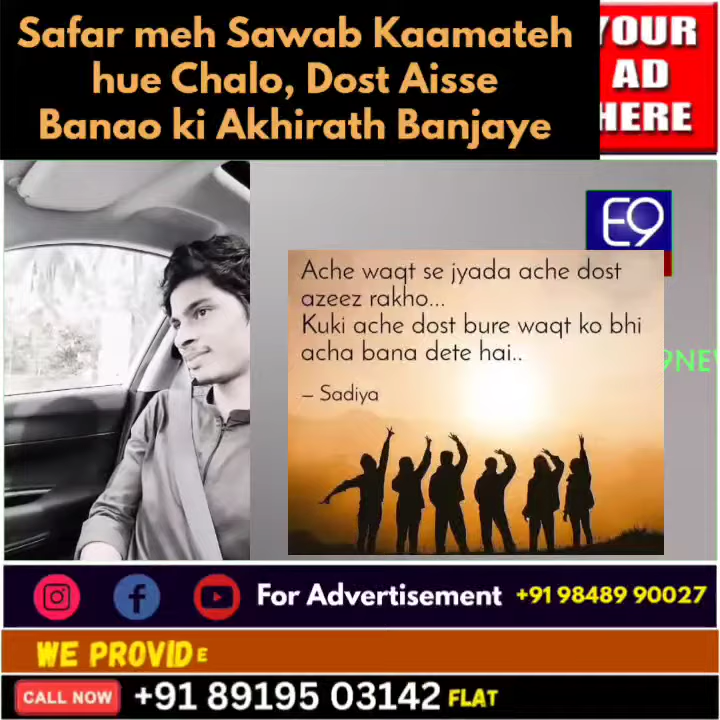 Safar meh Sawab Kaamateh
hue Chalo, Dost Aisse
Banao ki Akhirath Banjaye
YOUR
AD
HERE
E9
Ache waqt se jyada ache dost
azeez rakho...
Kuki ache dost bure waqt ko bhi
acha bana dete hai..
– Sadiya
For Advertisement +91 98489 90027
WE PROVIDE
CALL NOW +91 89195 03142 FLAT